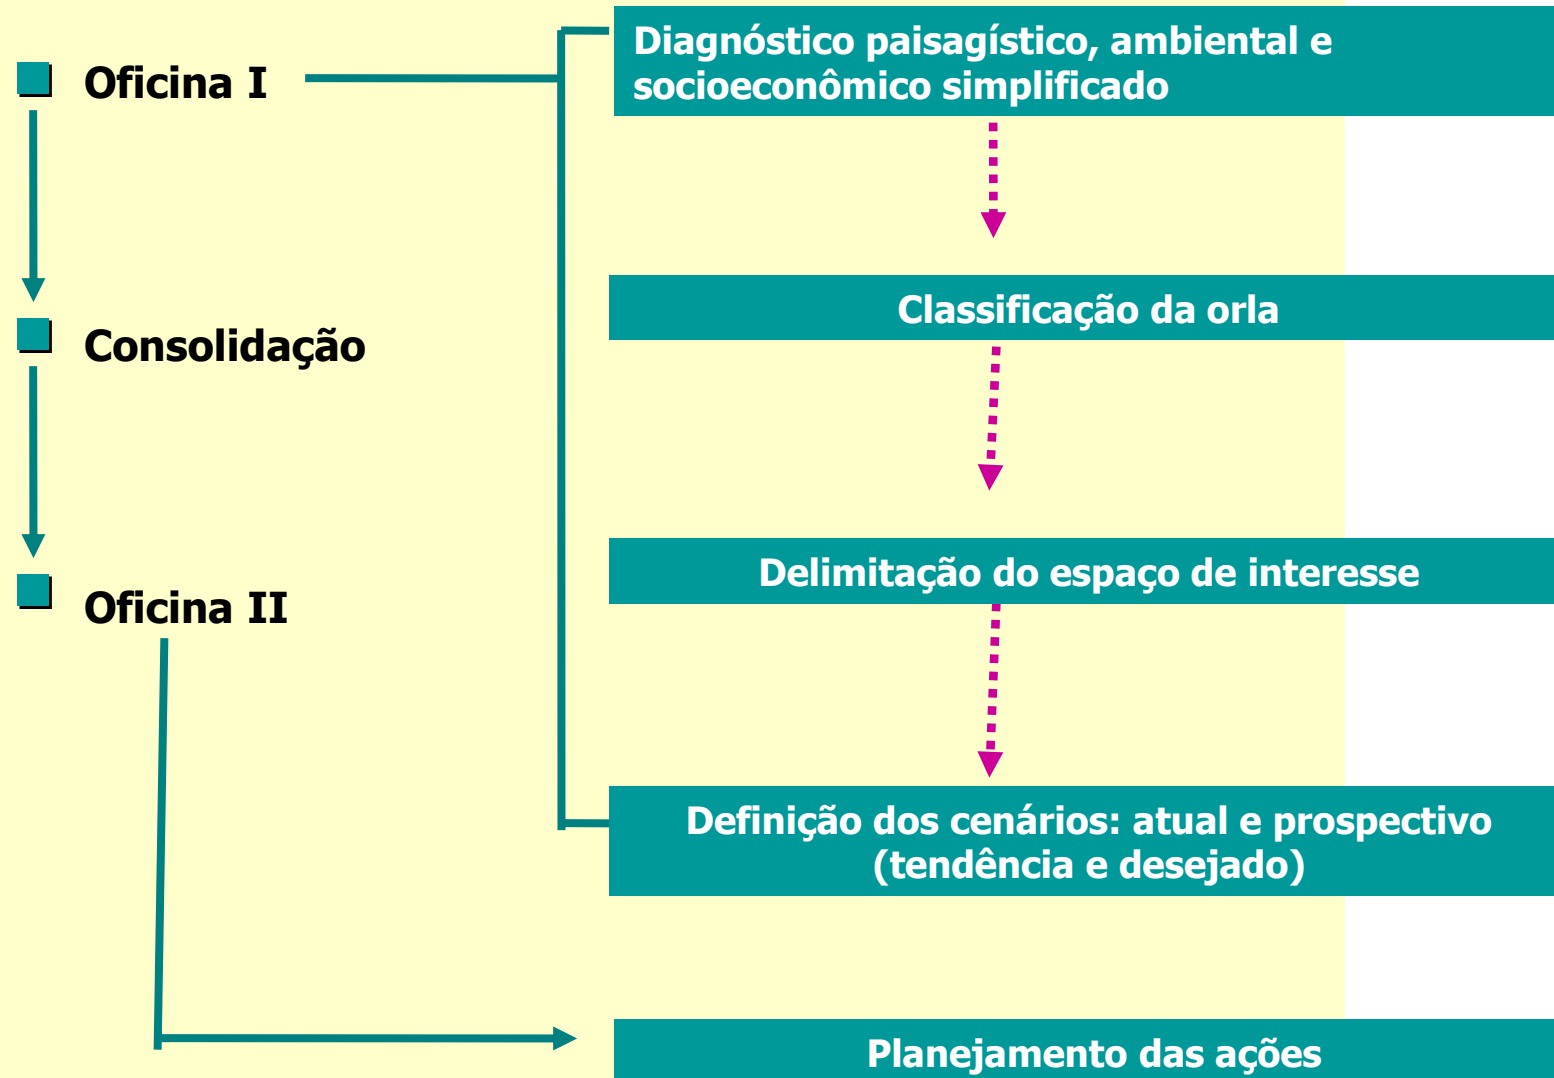 Oficina I
Diagnóstico paisagístico, ambiental e
socioeconômico simplificado
Classificação da orla
Consolidação
Delimitação do espaço de interesse
Oficina II
Definição dos cenários: atual e prospectivo
(tendência e desejado)
Planejamento das ações